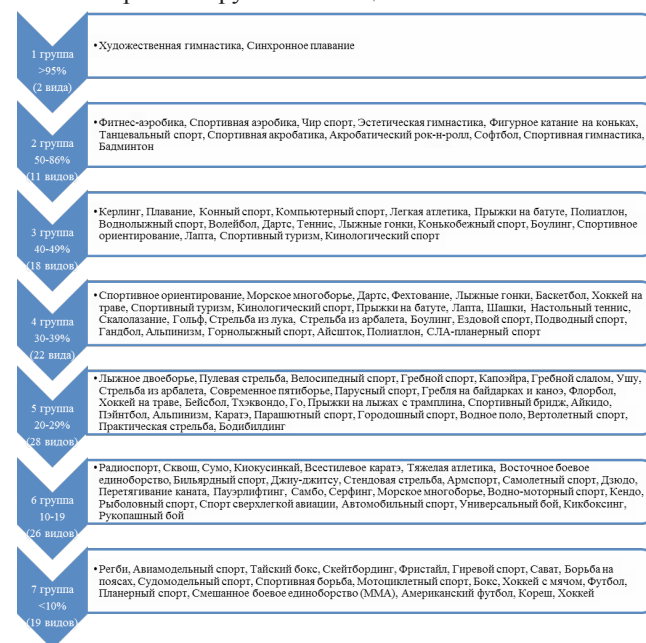 1 группа
>95%
(2 вида)
•Художественная гимнастика, Синхронное плавание
2 группа
50-86%
(11 видов)
•Фитнес-аэробика, Спортивная аэробика, Чир спорт, Эстетическая гимнастика, Фигурное катание на коньках,
Танцевальный спорт, Спортивная акробатика, Акробатический рок-н-ролл, Софтбол, Спортивная гимнастика,
Бадминтон
3 группа
40-49%
(18 видов)
•Керлинг, Плавание, Конный спорт, Компьютерный спорт, Легкая атлетика, Прыжки на батуте, Полиатлон,
Воднолыжный спорт, Волейбол, Дартс, Теннис, Лыжные гонки, Конькобежный спорт, Боулинг, Спортивное
ориентирование, Лапта, Спортивный туризм, Кинологический спорт
4 группа
30-39%
(22 вида)
•Спортивное ориентирование, Морское многоборье, Дартс, Фехтование, Лыжные гонки, Баскетбол, Хоккей на
траве, Спортивный туризм, Кинологический спорт, Прыжки на батуте, Лапта, Шашки, Настольный теннис,
Скалолазание, Гольф, Стрельба из лука, Стрельба из арбалета, Боулинг, Ездовой спорт, Подводный спорт,
Гандбол, Альпинизм, Горнолыжный спорт, Айсшток, Полиатлон, СЛА-планерный спорт
5 группа
20-29%
(28 видов)
•Лыжное двоеборье, Пулевая стрельба, Велосипедный спорт, Гребной спорт, Капоэйра, Гребной слалом, Ушу,
Стрельба из арбалета, Современное пятиборье, Парусный спорт, Гребля на байдарках и каноэ, Флорбол,
Хоккей на траве, Бейсбол, Тхэквондо, Го, Прыжки на лыжах с трамплина, Спортивный бридж, Айкидо,
Пэйнтбол, Альпинизм, Каратэ, Парашютный спорт, Городошный спорт, Водное поло, Вертолетный спорт,
Практическая стрельба, Бодибилдинг
6 группа
10-19
(26 видов)
•Радиоспорт, Сквош, Сумо, Киокусинкай, Всестилевое каратэ, Тяжелая атлетика, Восточное боевое
единоборство, Бильярдный спорт, Джиу-джитсу, Стендовая стрельба, Армспорт, Самолетный спорт, Дзюдо,
Перетягивание каната, Пауэрлифтинг, Самбо, Серфинг, Морское многоборье, Водно-моторный спорт, Кендо,
Рыболовный спорт, Спорт сверхлегкой авиации, Автомобильный спорт, Универсальный бой, Кикбоксинг,
Рукопашный бой
7 группа
<10%
(19 видов)
•Регби, Авиамодельный спорт, Тайский бокс, Скейтбординг, Фристайл, Гиревой спорт, Сават, Борьба на
поясах, Судомодельный спорт, Спортивная борьба, Мотоциклетный спорт, Бокс, Хоккей с мячом, Футбол,
Планерный спорт, Смешанное боевое единоборство (ММА), Американский футбол, Кореш, Хоккей